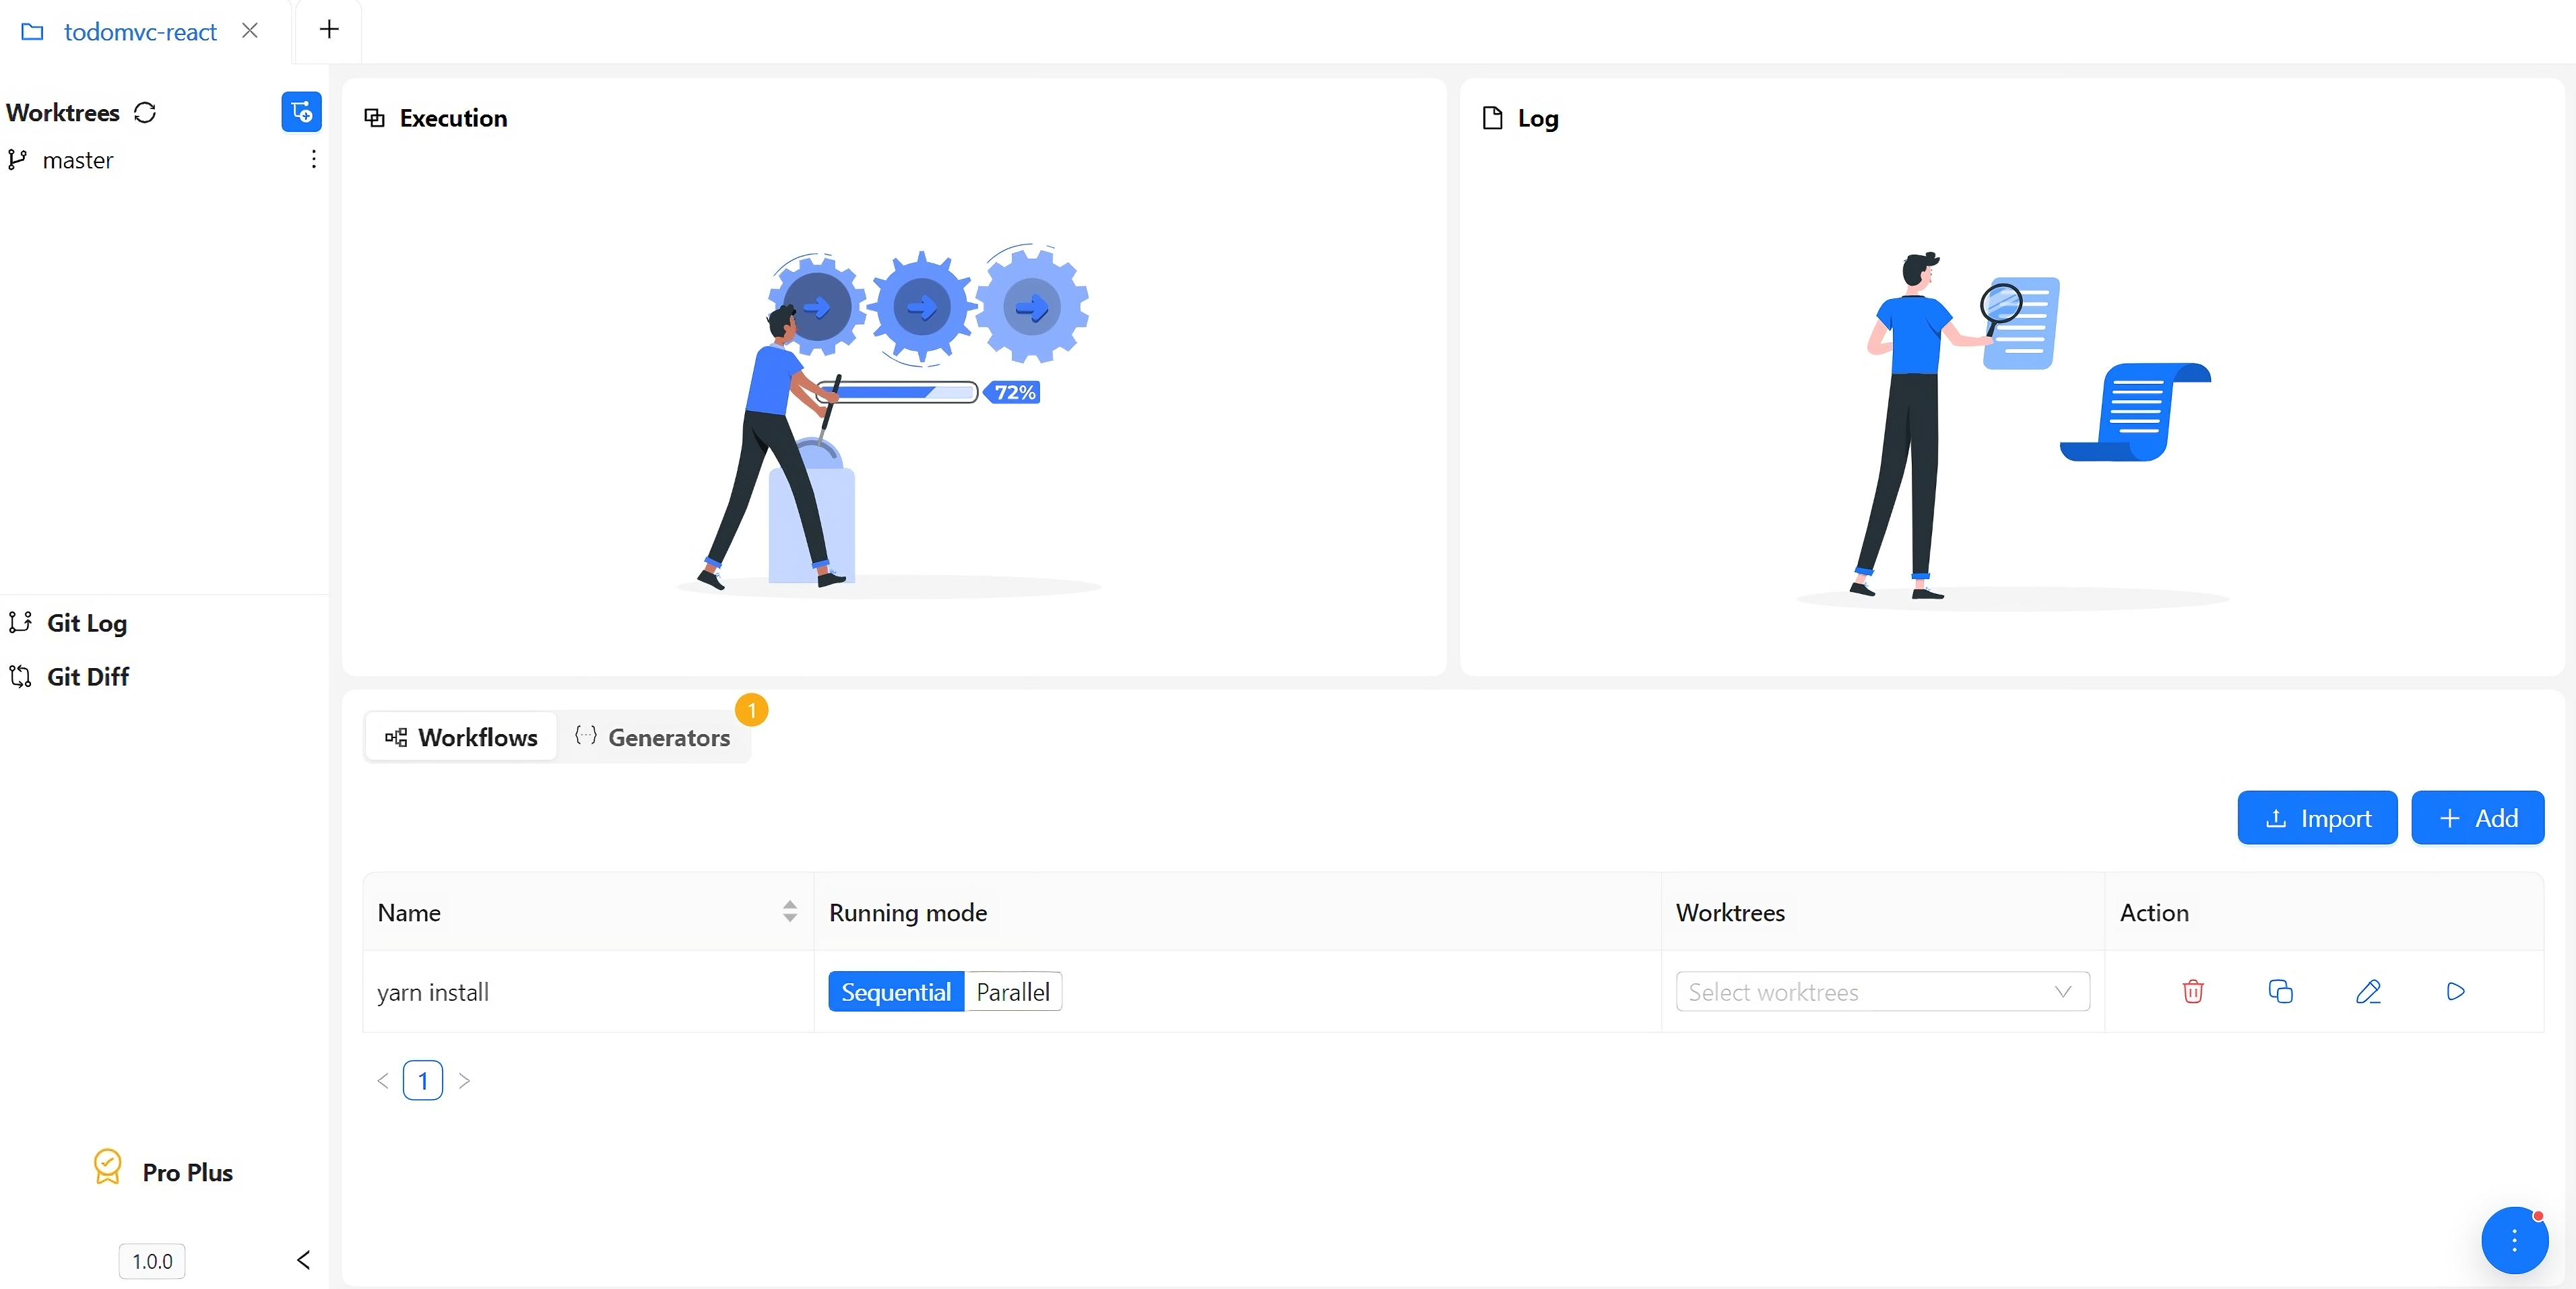 todomvc-react
Worktrees
master
Execution
Log
72%
Git Log
Git Diff
Workflows
Generators
1
Import
Add
Name
Running mode
Worktrees
Action
yarn install
Sequential
Parallel
Select worktrees
1
Pro Plus
1.0.0